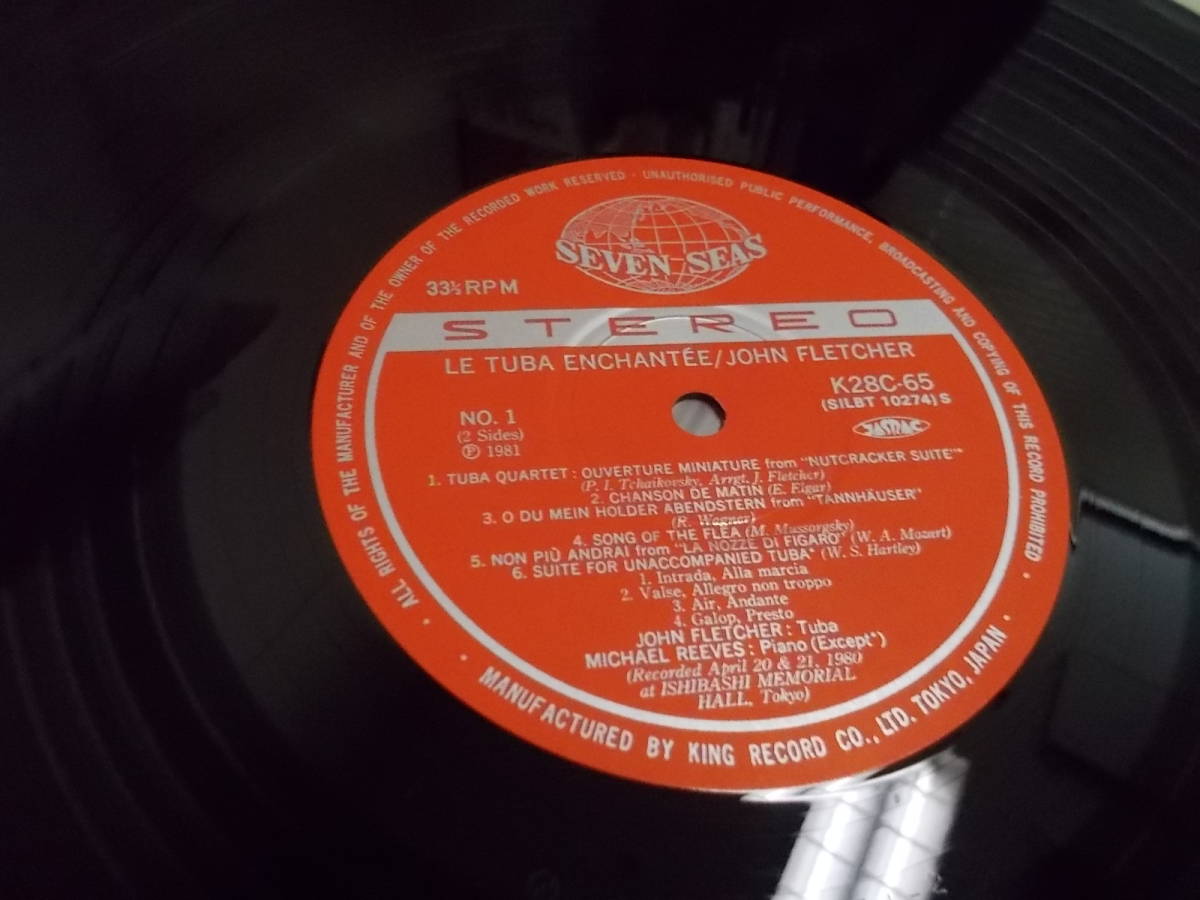 ALL RIGHTS OF THE MANUFACTURER AND OF THE OWNER OF THE RECORDED WORK RESERVED · UNAUTHORISED PUBLIC PERFORMANCE, BROADCASTING AND COPYING OF THIS RECORD PROHIBITED ·
SEVEN SEAS
33⅓ RPM
STEREO
LE TUBA ENCHANTÉE/JOHN FLETCHER
K28C-65
(SILBT 10274) S
NO. 1
(2 Sides)
℗ 1981
JASRAC
1. TUBA QUARTET : OUVERTURE MINIATURE from "NUTCRACKER SUITE"*
(P. I. Tchaikovsky, Arrgt. J. Fletcher)
2. CHANSON DE MATIN (E. Elgar)
3. O DU MEIN HOLDER ABENDSTERN from "TANNHÄUSER"
(R. Wagner)
4. SONG OF THE FLEA (M. Mussorgsky)
5. NON PIÙ ANDRAI from "LA NOZZE DI FIGARO" (W. A. Mozart)
6. SUITE FOR UNACCOMPANIED TUBA* (W. S. Hartley)
1. Intrada, Alla marcia
2. Valse, Allegro non troppo
3. Air, Andante
4. Galop, Presto
JOHN FLETCHER : Tuba
MICHAEL REEVES : Piano (Except*)
(Recorded April 20 & 21, 1980
at ISHIBASHI MEMORIAL
HALL, Tokyo)
· MANUFACTURED BY KING RECORD CO., LTD. TOKYO, JAPAN ·